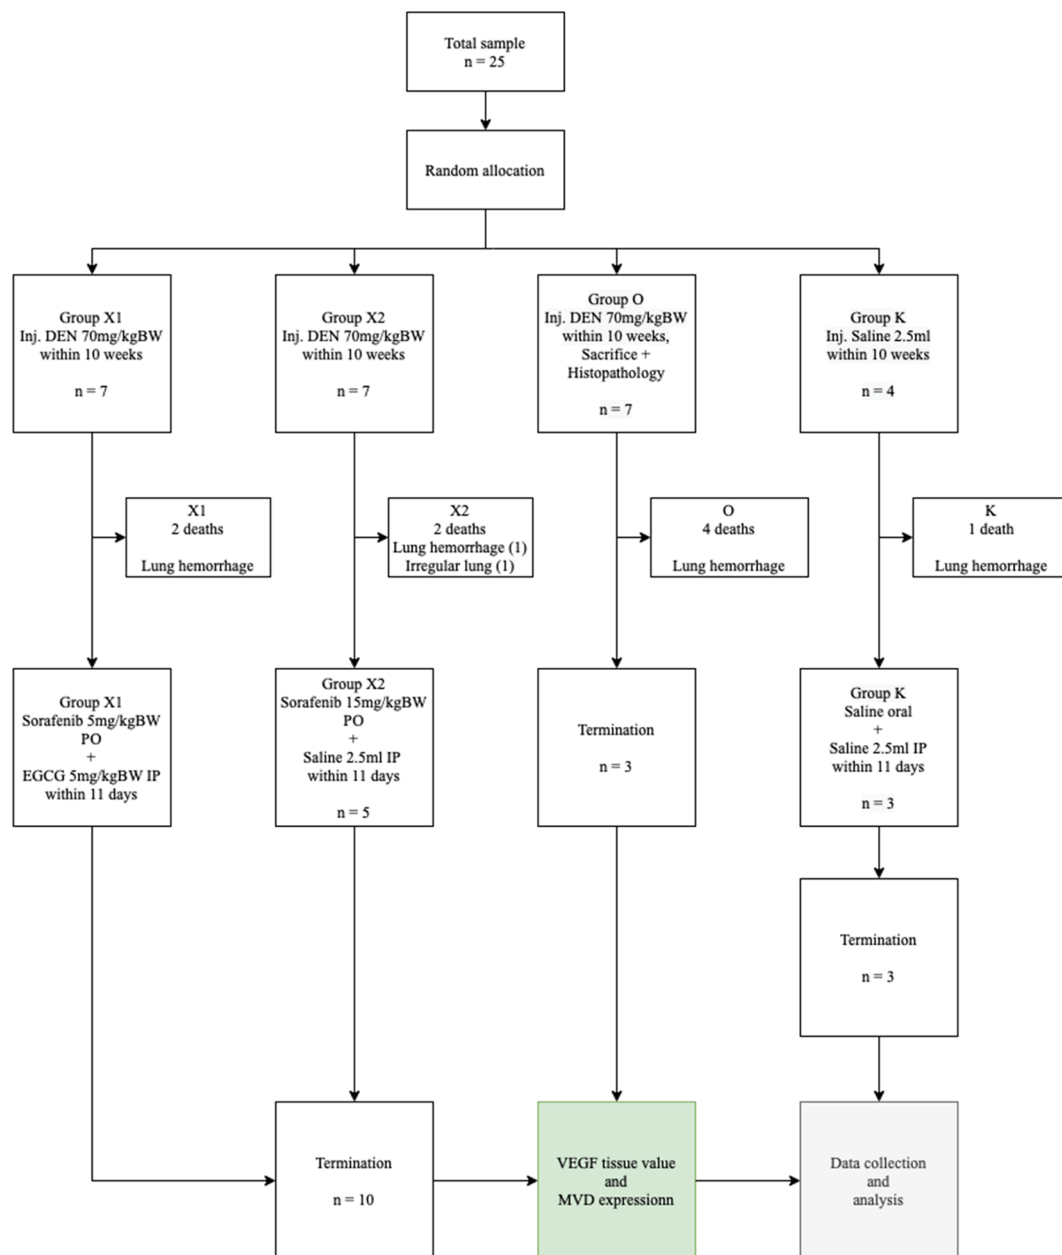 Total sample
n = 25
Random allocation
Group X1
Inj. DEN 70mg/kgBW
within 10 weeks
n = 7
Group X2
Inj. DEN 70mg/kgBW
within 10 weeks
n = 7
Group O
Inj. DEN 70mg/kgBW
within 10 weeks,
Sacrifice +
Histopathology
n = 7
Group K
Inj. Saline 2.5ml
within 10 weeks
n = 4
X1
2 deaths
Lung hemorrhage
X2
2 deaths
Lung hemorrhage (1)
Irregular lung (1)
O
4 deaths
Lung hemorrhage
K
1 death
Lung hemorrhage
Group X1
Sorafenib 5mg/kgBW
PO
+
EGCG 5mg/kgBW IP
within 11 days
Group X2
Sorafenib 15mg/kgBW
PO
+
Saline 2.5ml IP
within 11 days
n = 5
Termination
n = 3
Group K
Saline oral
+
Saline 2.5ml IP
within 11 days
n = 3
Termination
n = 3
Termination
n = 10
VEGF tissue value
and
MVD expressionn
Data collection
and
analysis